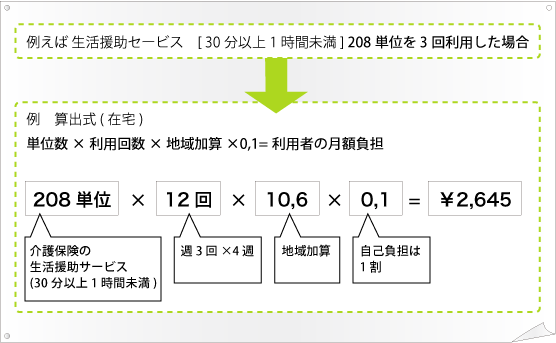 例えば 生活援助セービス [ 30 分以上 1 時間未満 ] 208 単位を 3 回利用した場合
例　算出式 ( 在宅 )
単位数 × 利用回数 × 地域加算 ×0,1= 利用者の月額負担
208 単位 × 12 回 × 10,6 × 0,1 = ￥2,645
介護保険の
生活援助サービス
(30 分以上 1 時間未満 )
週 3 回 ×4 週
地域加算
自己負担は
1 割